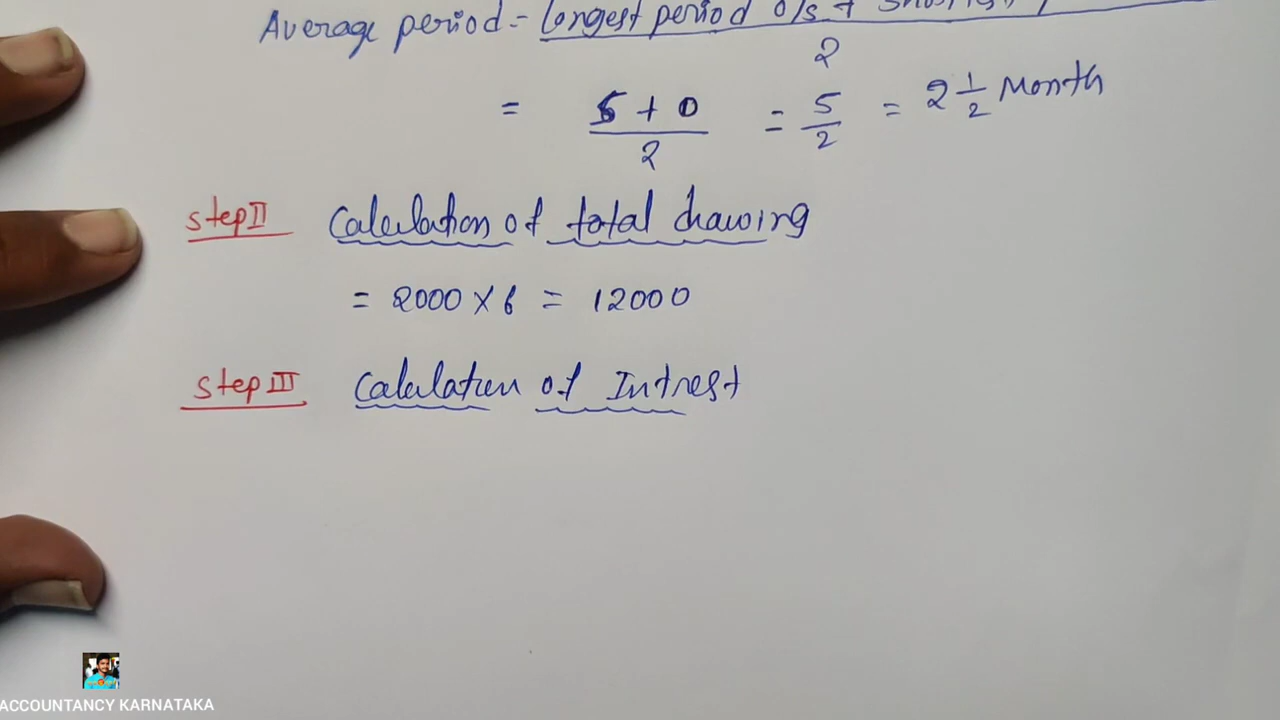 Average period = Longest period o/s +
2
= 5 + 0 / 2 = 5/2 = 2 1/2 Month
Step II Calculation of total drawing
= 2000 × 6 = 12000
Step III Calculation of Intrest
ACCOUNTANCY KARNATAKA